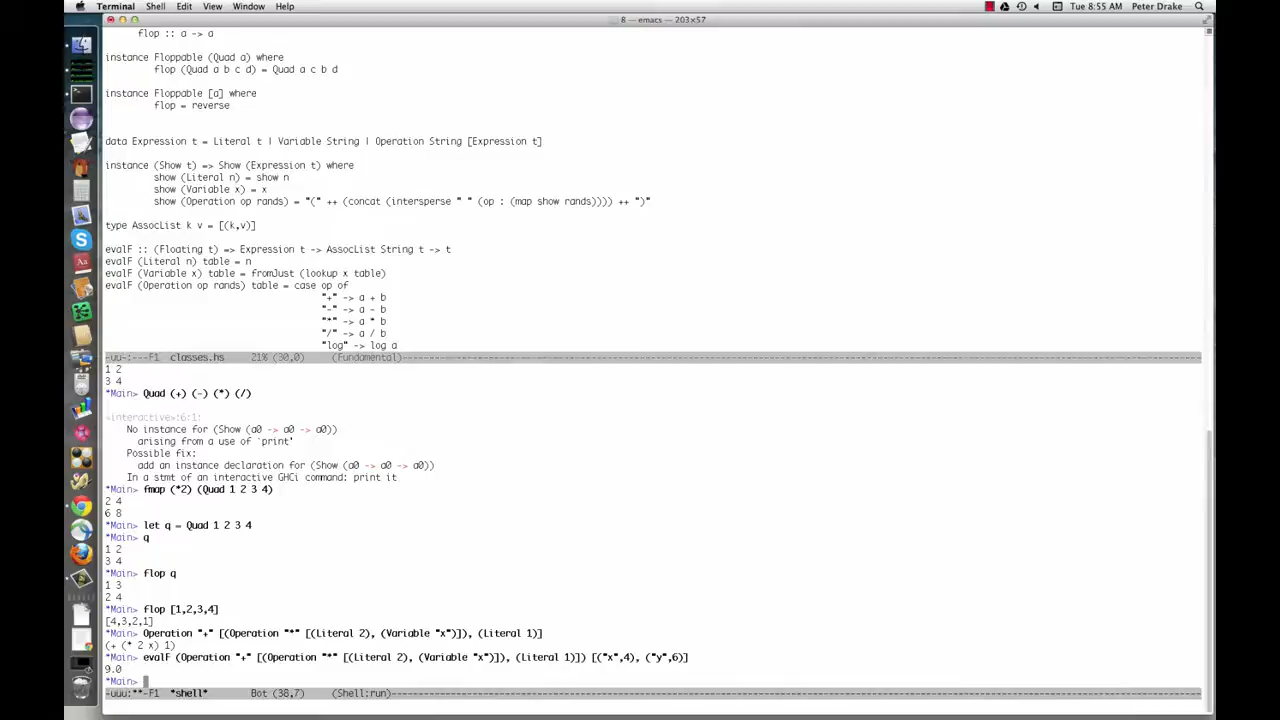 Terminal Shell Edit View Window Help Tue 8:55 AM Peter Drake
8 — emacs — 203×57
flop :: a -> a
instance Floppable (Quad a) where
flop (Quad a b c d) = Quad a c b d
instance Floppable [a] where
flop = reverse
data Expression t = Literal t | Variable String | Operation String [Expression t]
instance (Show t) => Show (Expression t) where
show (Literal n) = show n
show (Variable x) = x
show (Operation op rands) = "(" ++ (concat (intersperse " " (op : (map show rands)))) ++ ")"
type AssocList k v = [(k,v)]
evalF :: (Floating t) => Expression t -> AssocList String t -> t
evalF (Literal n) table = n
evalF (Variable x) table = fromJust (lookup x table)
evalF (Operation op rands) table = case op of
"+" -> a + b
"-" -> a - b
"*" -> a * b
"/" -> a / b
"log" -> log a
-uu-:---F1 classes.hs 21% (30,0) (Fundamental)
1 2
3 4
*Main> Quad (+) (-) (*) (/)
<interactive>:6:1:
No instance for (Show (a0 -> a0 -> a0))
arising from a use of `print'
Possible fix:
add an instance declaration for (Show (a0 -> a0 -> a0))
In a stmt of an interactive GHCi command: print it
*Main> fmap (*2) (Quad 1 2 3 4)
2 4
6 8
*Main> let q = Quad 1 2 3 4
*Main> q
1 2
3 4
*Main> flop q
1 3
2 4
*Main> flop [1,2,3,4]
[4,3,2,1]
*Main> Operation "+" [(Operation "*" [(Literal 2), (Variable "x")]), (Literal 1)]
(+ (* 2 x) 1)
*Main> evalF (Operation "+" [(Operation "*" [(Literal 2), (Variable "x")]), (Literal 1)]) [("x",4), ("y",6)]
9.0
*Main>
-uuu:**-F1 *shell* Bot (38,7) (Shell:run)